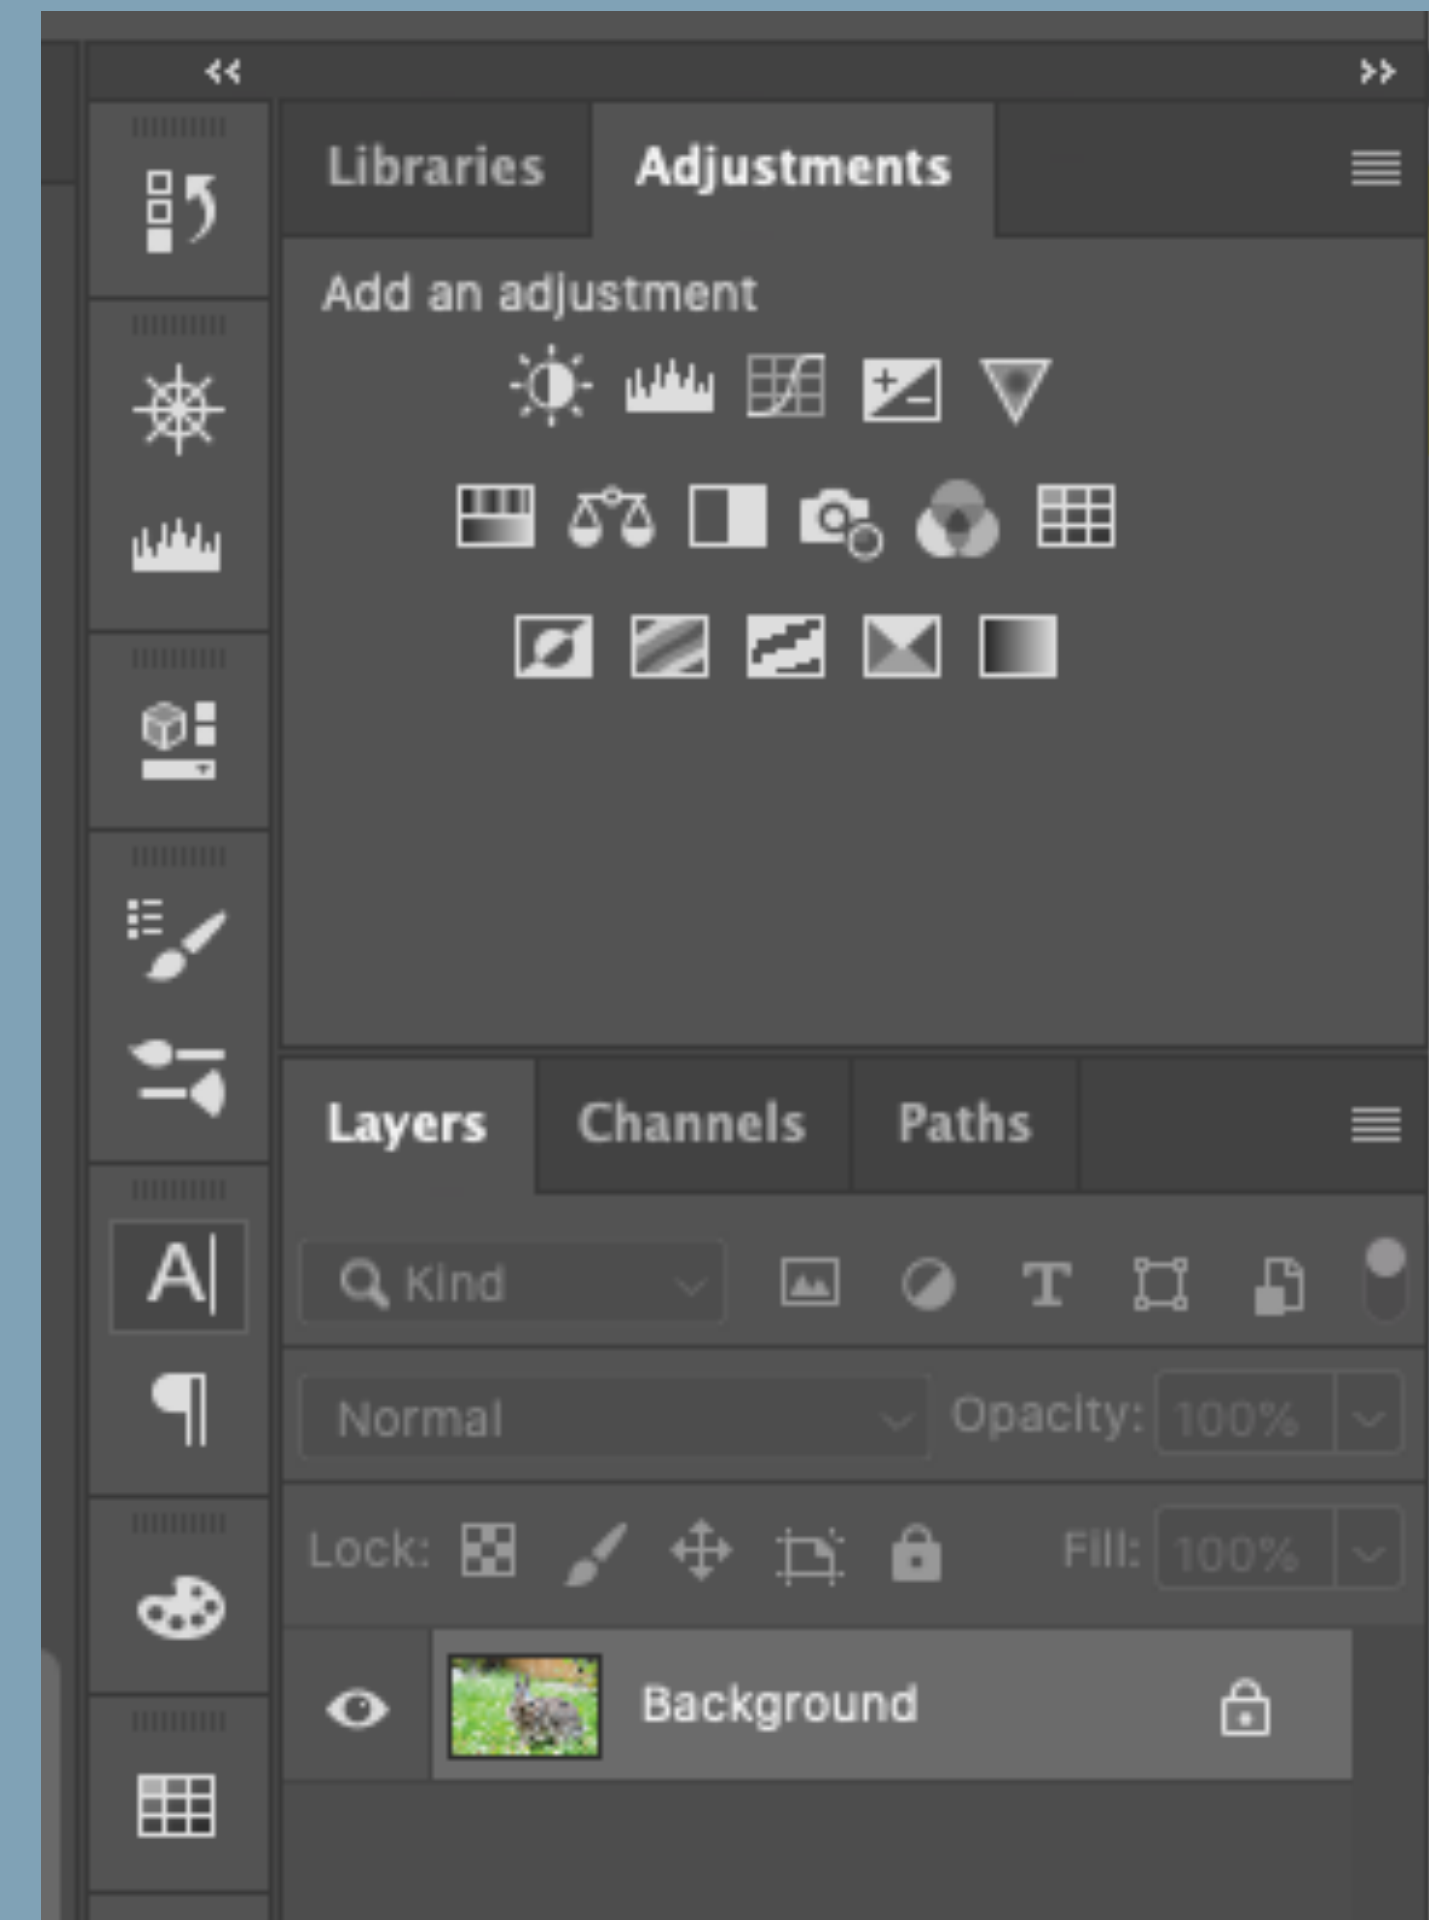 Libraries Adjustments
Add an adjustment
Layers Channels Paths
Kind
Normal Opacity: 100%
Lock: Fill: 100%
Background